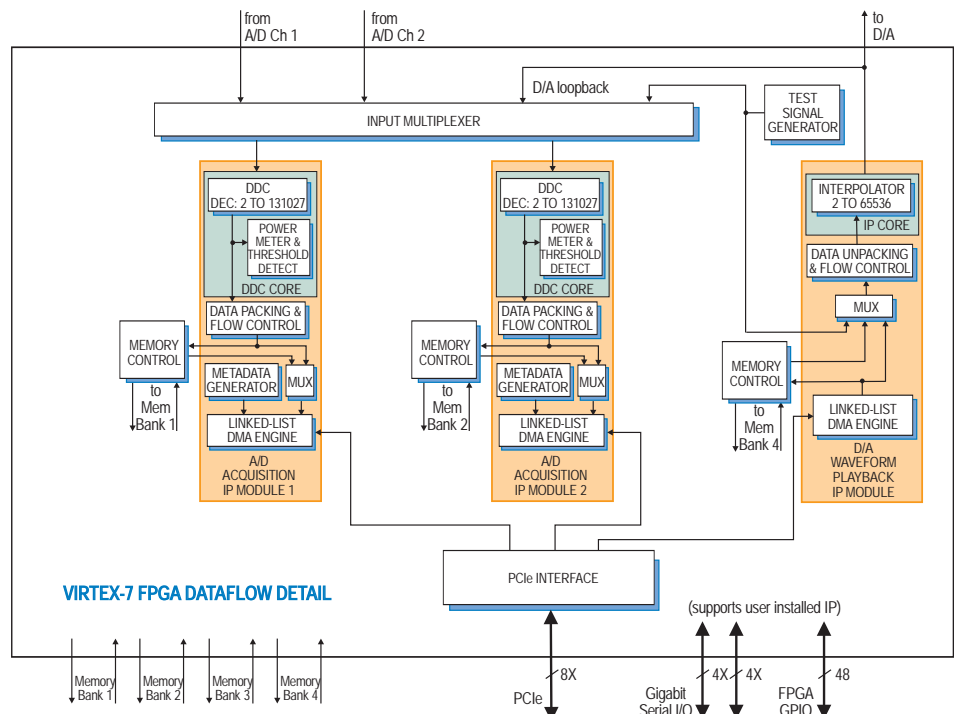 from
A/D Ch 1
from
A/D Ch 2
to
D/A
D/A loopback
INPUT MULTIPLEXER
TEST
SIGNAL
GENERATOR
DDC
DEC: 2 TO 131027
POWER
METER &
THRESHOLD
DETECT
DDC CORE
DATA PACKING &
FLOW CONTROL
MEMORY
CONTROL
METADATA
GENERATOR
MUX
to
Mem
Bank 1
LINKED-LIST
DMA ENGINE
A/D
ACQUISITION
IP MODULE 1
DDC
DEC: 2 TO 131027
POWER
METER &
THRESHOLD
DETECT
DDC CORE
DATA PACKING &
FLOW CONTROL
MEMORY
CONTROL
METADATA
GENERATOR
MUX
to
Mem
Bank 2
LINKED-LIST
DMA ENGINE
A/D
ACQUISITION
IP MODULE 2
INTERPOLATOR
2 TO 65536
IP CORE
DATA UNPACKING
& FLOW CONTROL
MUX
MEMORY
CONTROL
to
Mem
Bank 4
LINKED-LIST
DMA ENGINE
D/A
WAVEFORM
PLAYBACK
IP MODULE
PCIe INTERFACE
VIRTEX-7 FPGA DATAFLOW DETAIL
(supports user installed IP)
Memory
Bank 1
Memory
Bank 2
Memory
Bank 3
Memory
Bank 4
8X
PCIe
4X
4X
Gigabit
Serial I/O
48
FPGA
GPIO